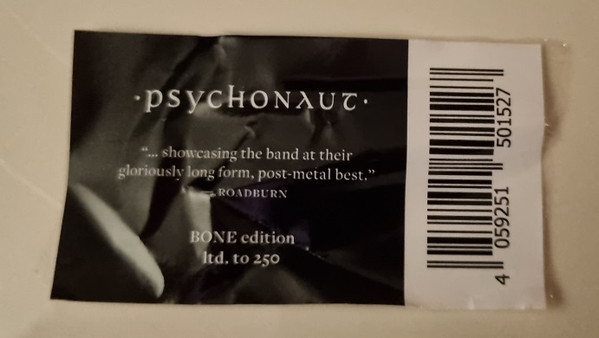 ·psycHONAUT·
“... showcasing the band at their
gloriously long form, post-metal best.”
— ROADBURN
BONE edition
ltd. to 250
4 059251 501527